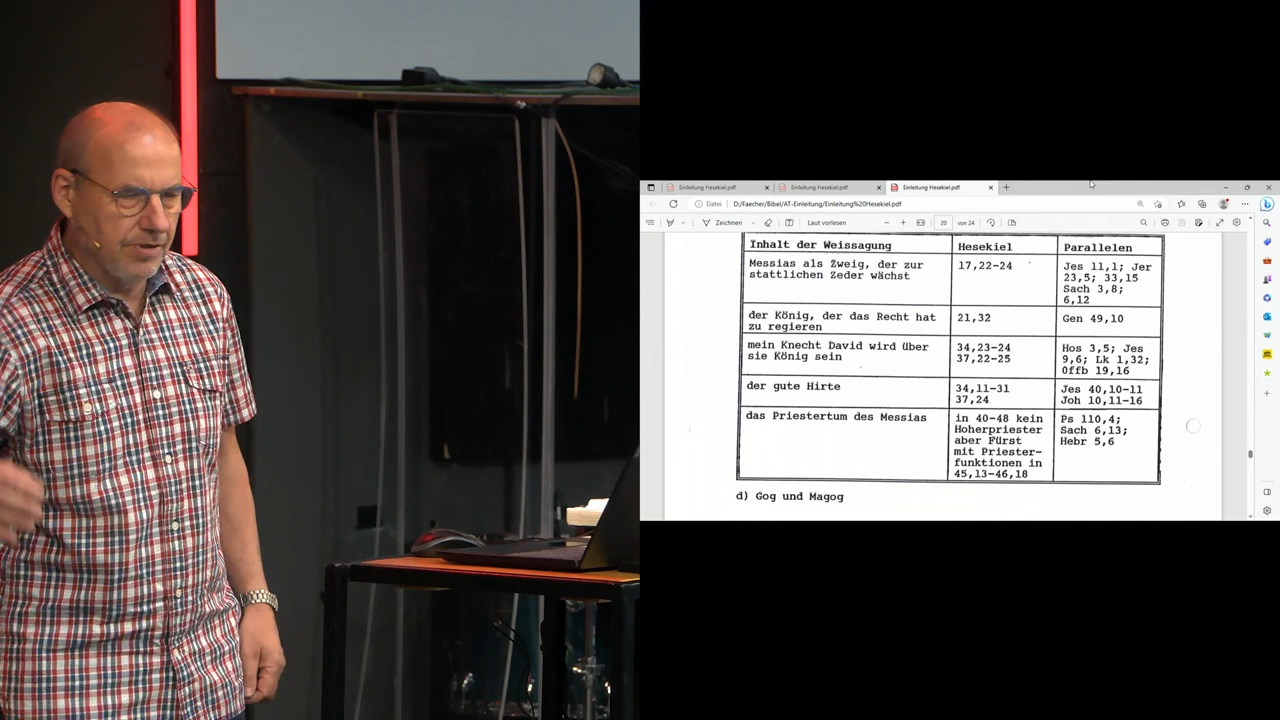 Einleitung Hesekiel.pdf
Einleitung Hesekiel.pdf
Einleitung Hesekiel.pdf
Datei
D:/Faecher/Bibel/AT-Einleitung/Einleitung%20Hesekiel.pdf
Zeichnen
Laut vorlesen
20
von 24
Inhalt der Weissagung
Hesekiel
Parallelen
Messias als Zweig, der zur
stattlichen Zeder wächst
17,22-24
Jes 11,1; Jer
23,5; 33,15
Sach 3,8;
6,12
der König, der das Recht hat
zu regieren
21,32
Gen 49,10
mein Knecht David wird über
sie König sein
34,23-24
37,22-25
Hos 3,5; Jes
9,6; Lk 1,32;
Offb 19,16
der gute Hirte
34,11-31
37,24
Jes 40,10-11
Joh 10,11-16
das Priestertum des Messias
in 40-48 kein
Hoherpriester
aber Fürst
mit Priester-
funktionen in
45,13-46,18
Ps 110,4;
Sach 6,13;
Hebr 5,6
d) Gog und Magog